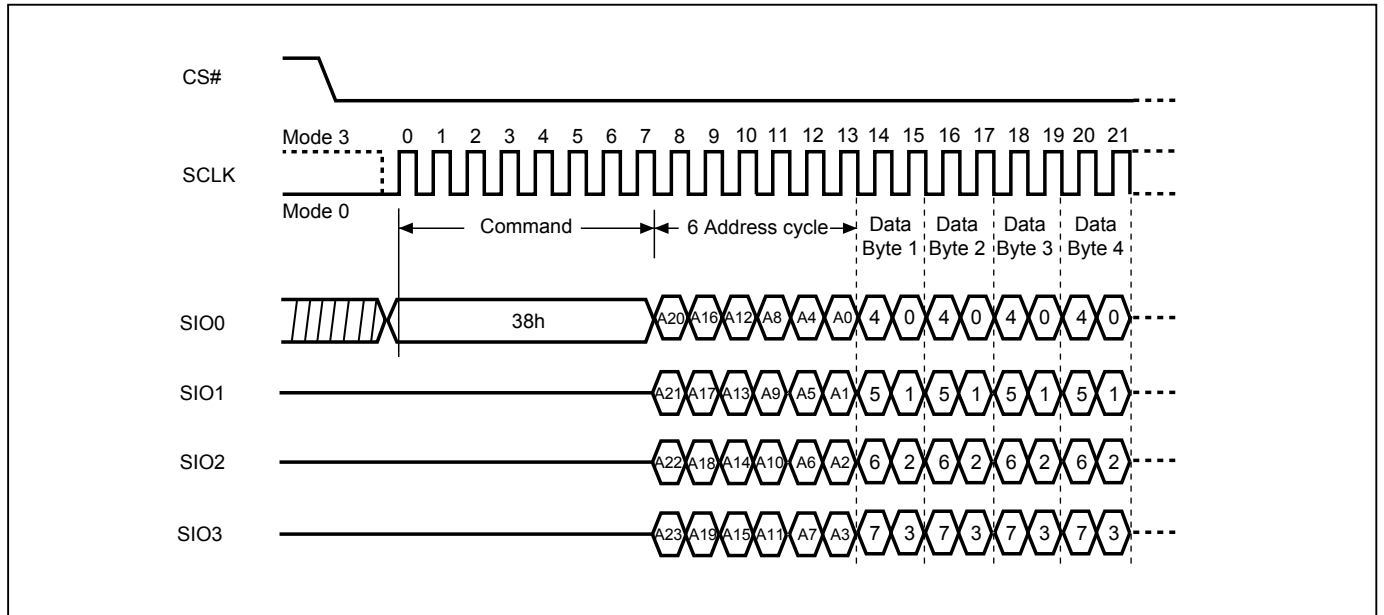 CS#
Mode 3
0 1 2 3 4 5 6 7 8 9 10 11 12 13 14 15 16 17 18 19 20 21
SCLK
Mode 0
Command 6 Address cycle Data Data Data Data
Byte 1 Byte 2 Byte 3 Byte 4
SIO0 38h A20 A16 A12 A8 A4 A0 4 0 4 0 4 0 4 0
SIO1 A21 A17 A13 A9 A5 A1 5 1 5 1 5 1 5 1
SIO2 A22 A18 A14 A10 A6 A2 6 2 6 2 6 2 6 2
SIO3 A23 A19 A15 A11 A7 A3 7 3 7 3 7 3 7 3